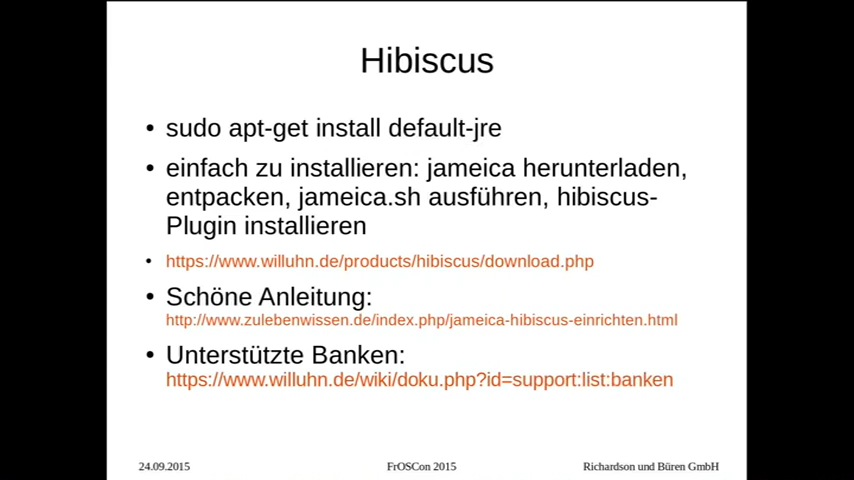 Hibiscus
• sudo apt-get install default-jre
• einfach zu installieren: jameica herunterladen,
entpacken, jameica.sh ausführen, hibiscus-
Plugin installieren
• https://www.willuhn.de/products/hibiscus/download.php
• Schöne Anleitung:
http://www.zulebenwissen.de/index.php/jameica-hibiscus-einrichten.html
• Unterstützte Banken:
https://www.willuhn.de/wiki/doku.php?id=support:list:banken
24.09.2015 FrOSCon 2015 Richardson und Büren GmbH